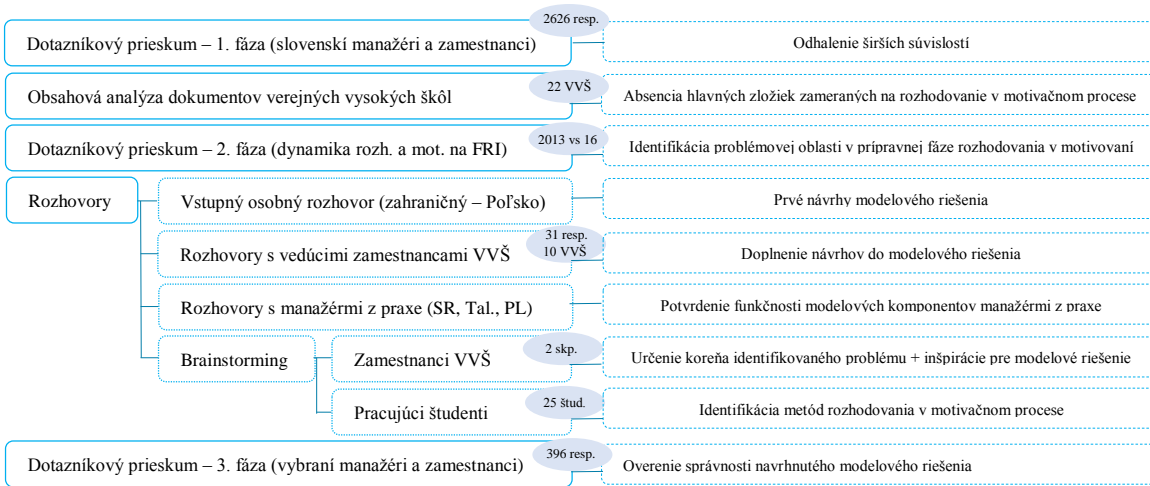 2626 resp.
Dotazníkový prieskum – 1. fáza (slovenskí manažéri a zamestnanci)
Odhalenie širších súvislostí
22 VVŠ
Obsahová analýza dokumentov verejných vysokých škôl
Absencia hlavných zložiek zameraných na rozhodovanie v motivačnom procese
2013 vs 16
Dotazníkový prieskum – 2. fáza (dynamika rozh. a mot. na FRI)
Identifikácia problémovej oblasti v prípravnej fáze rozhodovania v motivovaní
Rozhovory
Vstupný osobný rozhovor (zahraničný – Poľsko)
Prvé návrhy modelového riešenia
31 resp.
10 VVŠ
Rozhovory s vedúcimi zamestnancami VVŠ
Doplnenie návrhov do modelového riešenia
Rozhovory s manažérmi z praxe (SR, Tal., PL)
Potvrdenie funkčnosti modelových komponentov manažérmi z praxe
Brainstorming
Zamestnanci VVŠ
2 skp.
Určenie koreňa identifikovaného problému + inšpirácie pre modelové riešenie
Pracujúci študenti
25 štud.
Identifikácia metód rozhodovania v motivačnom procese
396 resp.
Dotazníkový prieskum – 3. fáza (vybraní manažéri a zamestnanci)
Overenie správnosti navrhnutého modelového riešenia